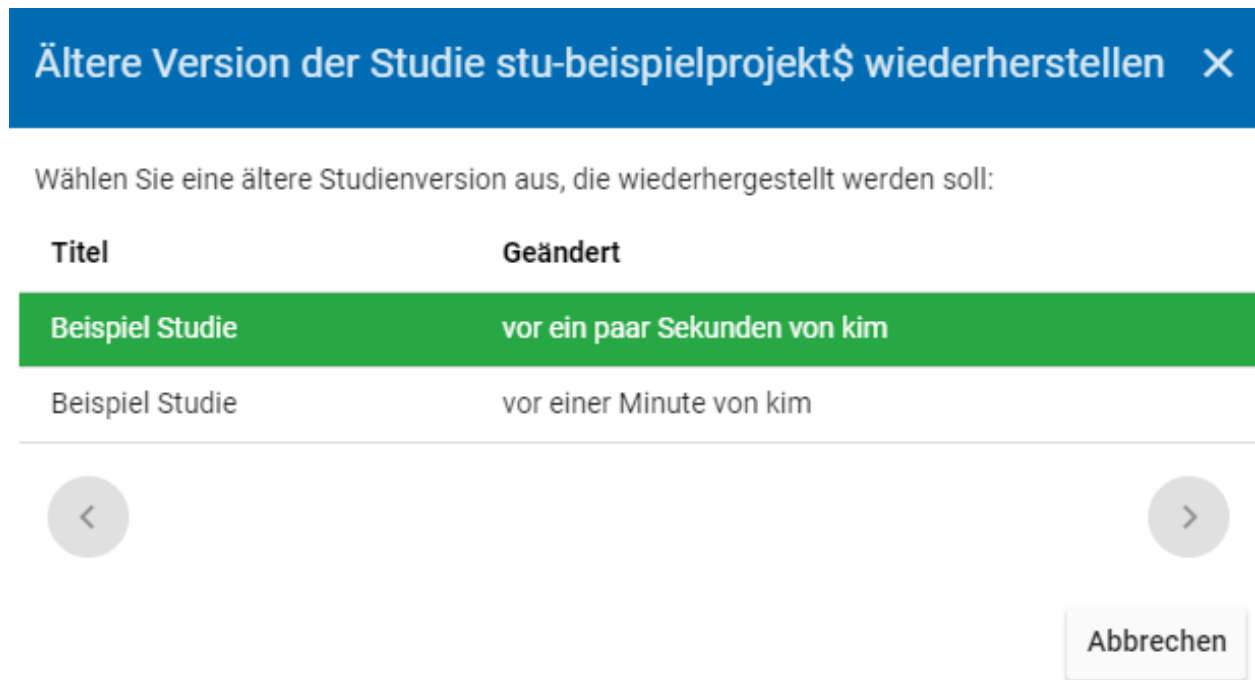 Ältere Version der Studie stu-beispielprojekt$ wiederherstellen
Wählen Sie eine ältere Studienversion aus, die wiederhergestellt werden soll:
Titel Geändert
Beispiel Studie vor ein paar Sekunden von kim
Beispiel Studie vor einer Minute von kim
Abbrechen